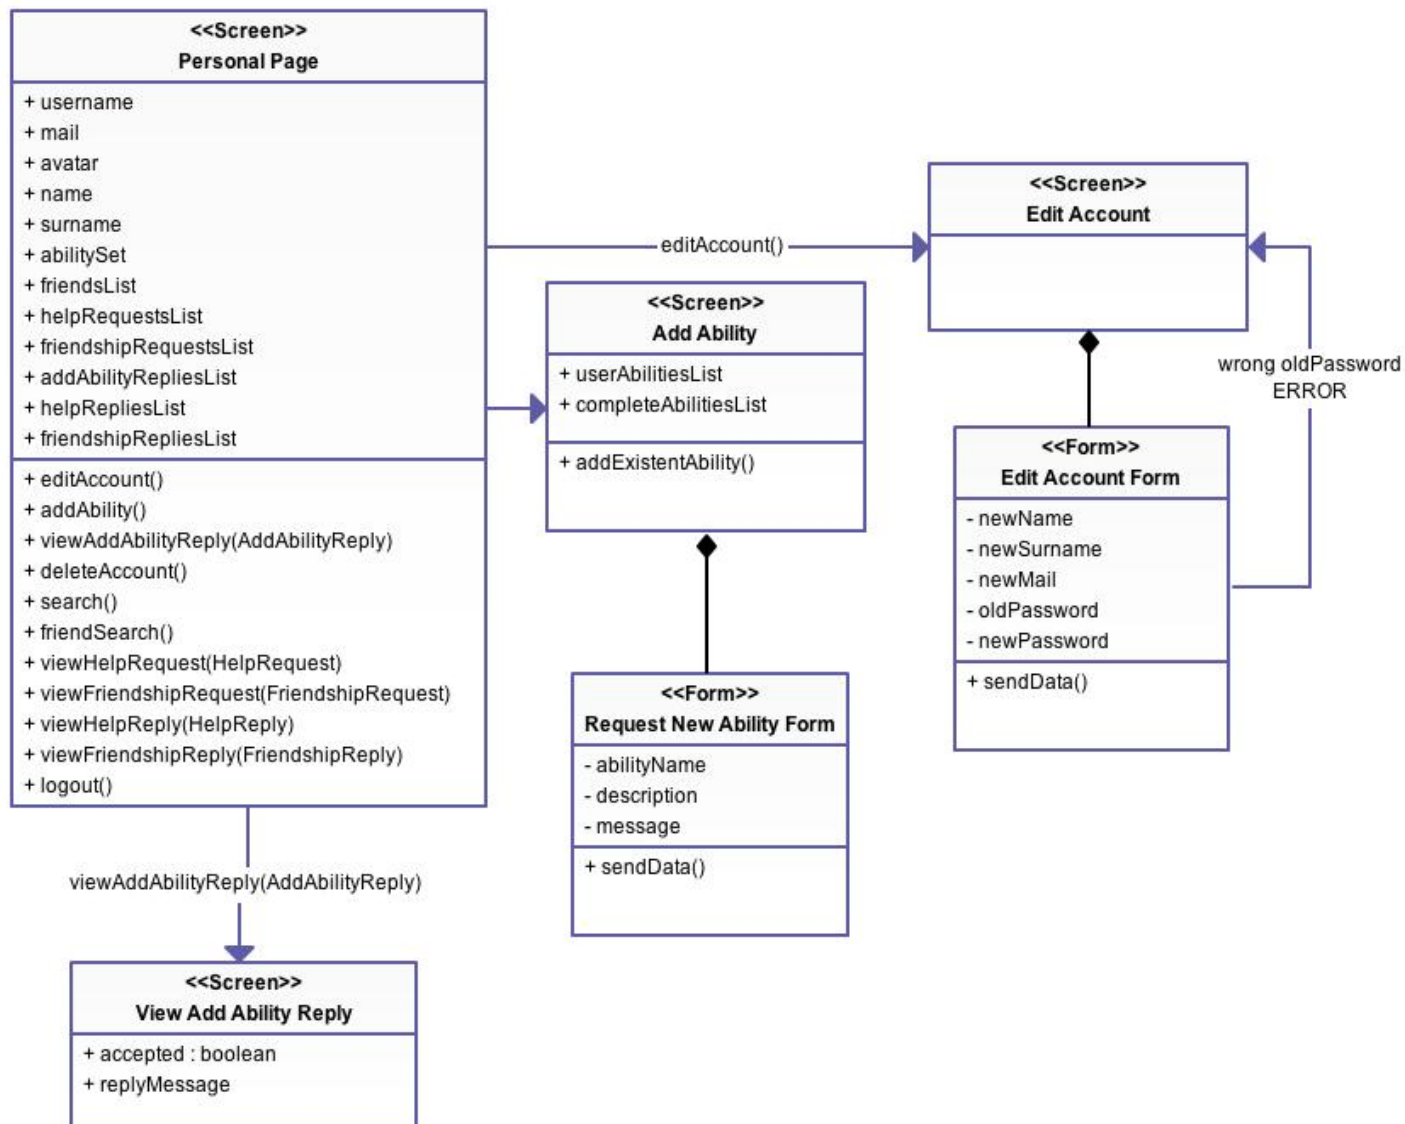 <<Screen>>
Personal Page
+ username
+ mail
+ avatar
+ name
+ surname
+ abilitySet
+ friendsList
+ helpRequestsList
+ friendshipRequestsList
+ addAbilityRepliesList
+ helpRepliesList
+ friendshipRepliesList
+ editAccount()
+ addAbility()
+ viewAddAbilityReply(AddAbilityReply)
+ deleteAccount()
+ search()
+ friendSearch()
+ viewHelpRequest(HelpRequest)
+ viewFriendshipRequest(FriendshipRequest)
+ viewHelpReply(HelpReply)
+ viewFriendshipReply(FriendshipReply)
+ logout()
editAccount()
<<Screen>>
Edit Account
<<Screen>>
Add Ability
+ userAbilitiesList
+ completeAbilitiesList
+ addExistentAbility()
wrong oldPassword
ERROR
<<Form>>
Edit Account Form
- newName
- newSurname
- newMail
- oldPassword
- newPassword
+ sendData()
<<Form>>
Request New Ability Form
- abilityName
- description
- message
+ sendData()
viewAddAbilityReply(AddAbilityReply)
<<Screen>>
View Add Ability Reply
+ accepted : boolean
+ replyMessage